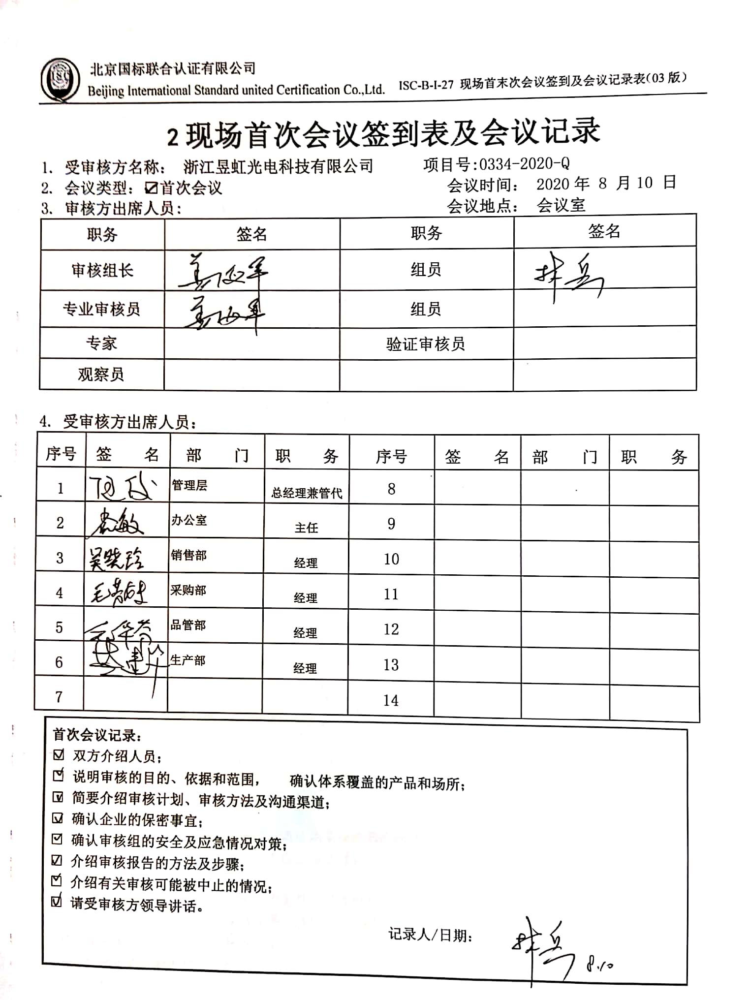 ISC
北京国标联合认证有限公司
Beijing International Standard united Certification Co.,Ltd. ISC-B-I-27 现场首末次会议签到及会议记录表(03 版)
2 现场首次会议签到表及会议记录
1. 受审核方名称: 浙江昱虹光电科技有限公司 项目号:0334-2020-Q
2. 会议类型:☑首次会议 会议时间: 2020 年 8 月 10 日
3. 审核方出席人员: 会议地点: 会议室
职务 签名 职务 签名
审核组长 组员
专业审核员 组员
专家 验证审核员
观察员
4. 受审核方出席人员:
序号 签 名 部 门 职 务 序号 签 名 部 门 职 务
1 管理层 总经理兼管代 8
2 办公室 主任 9
3 吴晓玲 销售部 经理 10
4 采购部 经理 11
5 品管部 经理 12
6 生产部 经理 13
7 14
首次会议记录:
☑ 双方介绍人员;
☑ 说明审核的目的、依据和范围, 确认体系覆盖的产品和场所;
☑ 简要介绍审核计划、审核方法及沟通渠道;
☑ 确认企业的保密事宜;
☑ 确认审核组的安全及应急情况对策;
☑ 介绍审核报告的方法及步骤;
☑ 介绍有关审核可能被中止的情况;
☑ 请受审核方领导讲话。
记录人/日期: 8.10